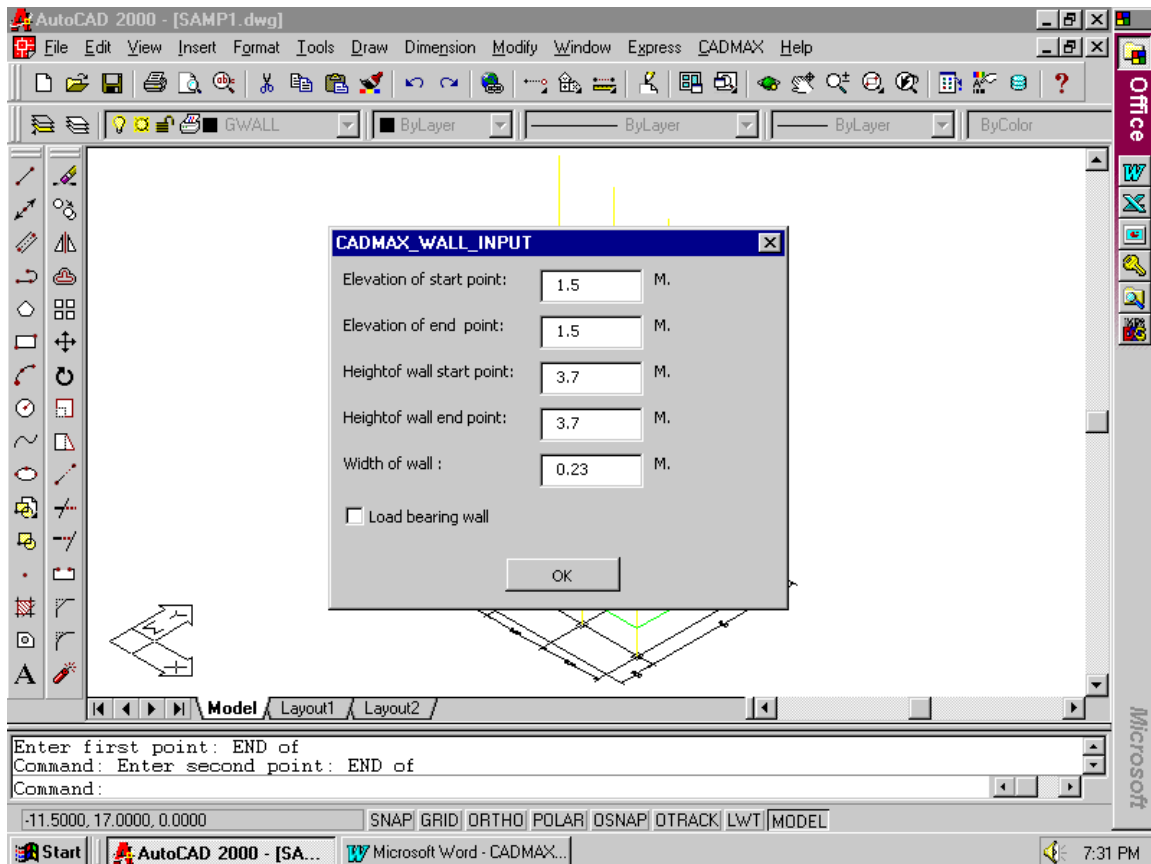 AutoCAD 2000 - [SAMP1.dwg]
File Edit View Insert Format Tools Draw Dimension Modify Window Express CADMAX Help
GWALL ByLayer ByLayer ByLayer ByColor
Office
CADMAX_WALL_INPUT
Elevation of start point: 1.5 M.
Elevation of end point: 1.5 M.
Heightof wall start point: 3.7 M.
Heightof wall end point: 3.7 M.
Width of wall : 0.23 M.
Load bearing wall
OK
A
Model Layout1 Layout2
Microsoft
Enter first point: END of
Command: Enter second point: END of
Command:
-11.5000, 17.0000, 0.0000 SNAP GRID ORTHO POLAR OSNAP OTRACK LWT MODEL
Start AutoCAD 2000 - [SA... Microsoft Word - CADMAX... 7:31 PM